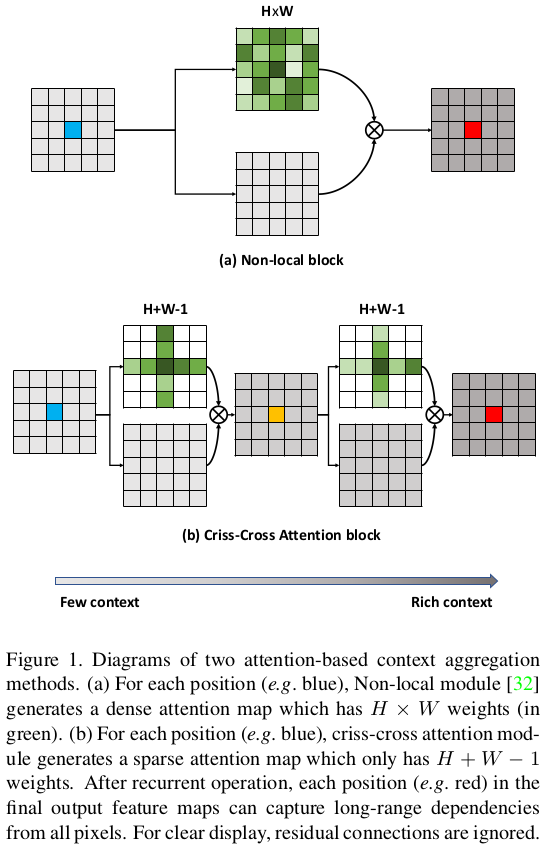 HxW
(a) Non-local block
H+W-1
H+W-1
(b) Criss-Cross Attention block
Few context
Rich context
Figure 1. Diagrams of two attention-based context aggregation
methods. (a) For each position (e.g. blue), Non-local module [32]
generates a dense attention map which has H × W weights (in
green). (b) For each position (e.g. blue), criss-cross attention mod-
ule generates a sparse attention map which only has H + W − 1
weights. After recurrent operation, each position (e.g. red) in the
final output feature maps can capture long-range dependencies
from all pixels. For clear display, residual connections are ignored.